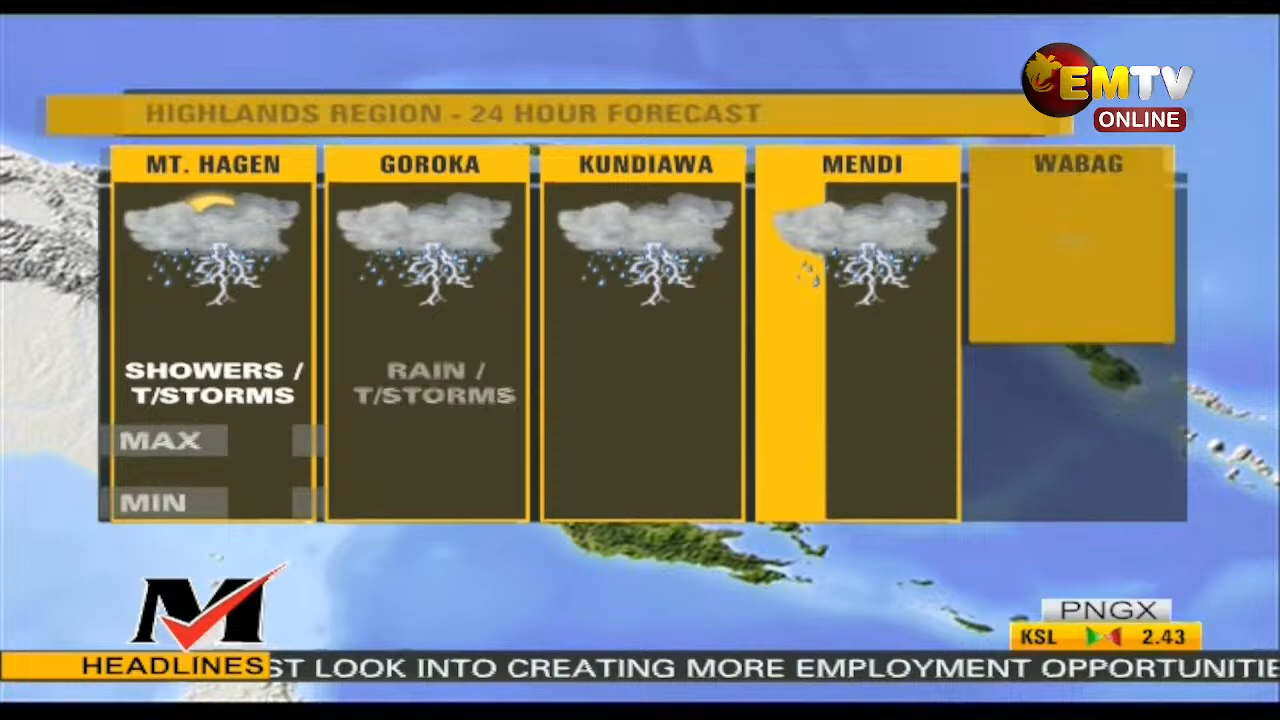 EMTV
ONLINE
HIGHLANDS REGION - 24 HOUR FORECAST
MT. HAGEN
GOROKA
KUNDIAWA
MENDI
WABAG
SHOWERS /
T/STORMS
RAIN /
T/STORMS
MAX
MIN
M
PNGX
KSL 2.43
HEADLINES
ST LOOK INTO CREATING MORE EMPLOYMENT OPPORTUNITIE